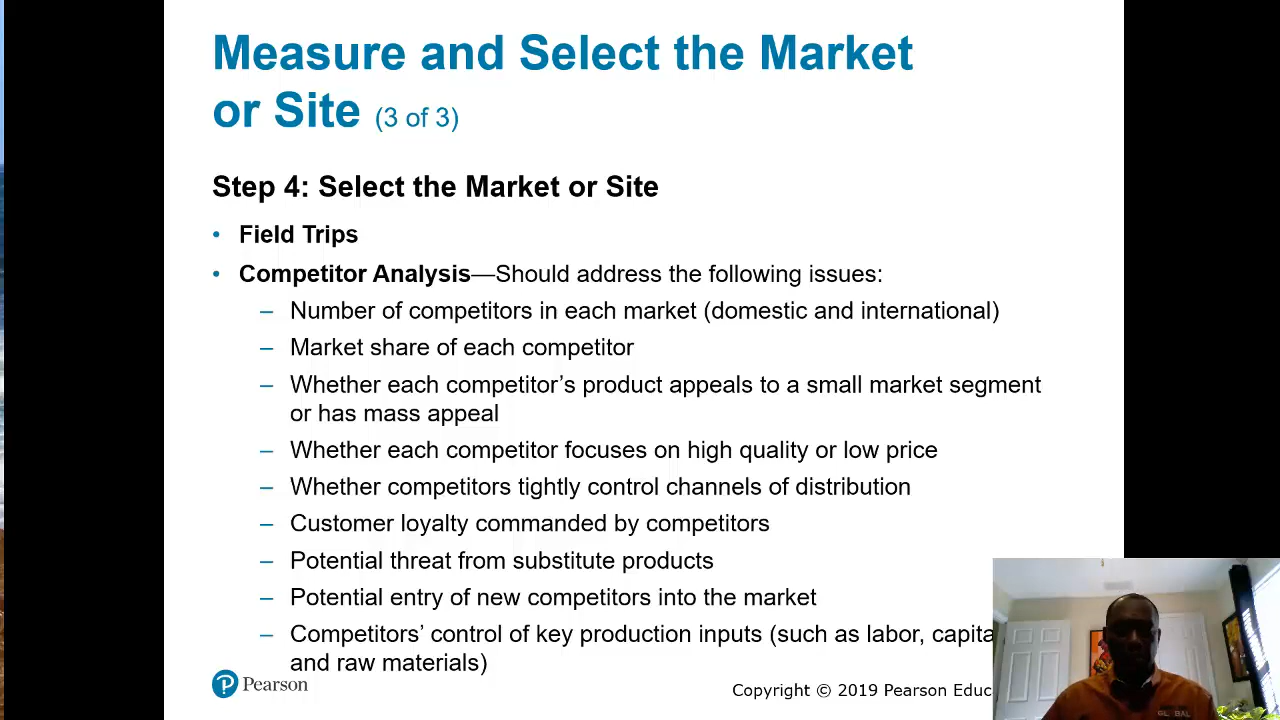 Measure and Select the Market
or Site (3 of 3)
Step 4: Select the Market or Site
• Field Trips
• Competitor Analysis—Should address the following issues:
– Number of competitors in each market (domestic and international)
– Market share of each competitor
– Whether each competitor’s product appeals to a small market segment
or has mass appeal
– Whether each competitor focuses on high quality or low price
– Whether competitors tightly control channels of distribution
– Customer loyalty commanded by competitors
– Potential threat from substitute products
– Potential entry of new competitors into the market
– Competitors’ control of key production inputs (such as labor, capita
and raw materials)
Pearson
Copyright © 2019 Pearson Educ
GLOBAL